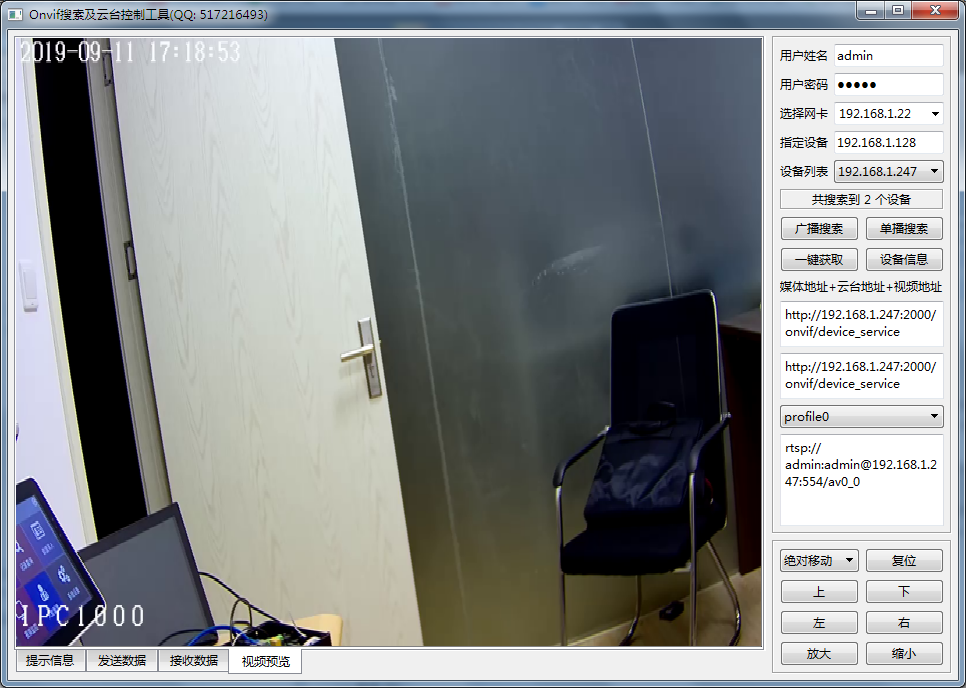 Onvif搜索及云台控制工具(QQ: 517216493)
2019-09-11 17:18:53
IPC1000
提示信息 发送数据 接收数据 视频预览
用户姓名 admin
用户密码 ●●●●●
选择网卡 192.168.1.22
指定设备 192.168.1.128
设备列表 192.168.1.247
共搜索到 2 个设备
广播搜索 单播搜索
一键获取 设备信息
媒体地址+云台地址+视频地址
http://192.168.1.247:2000/
onvif/device_service
http://192.168.1.247:2000/
onvif/device_service
profile0
rtsp://
admin:admin@192.168.1.2
47:554/av0_0
绝对移动 复位
上 下
左 右
放大 缩小